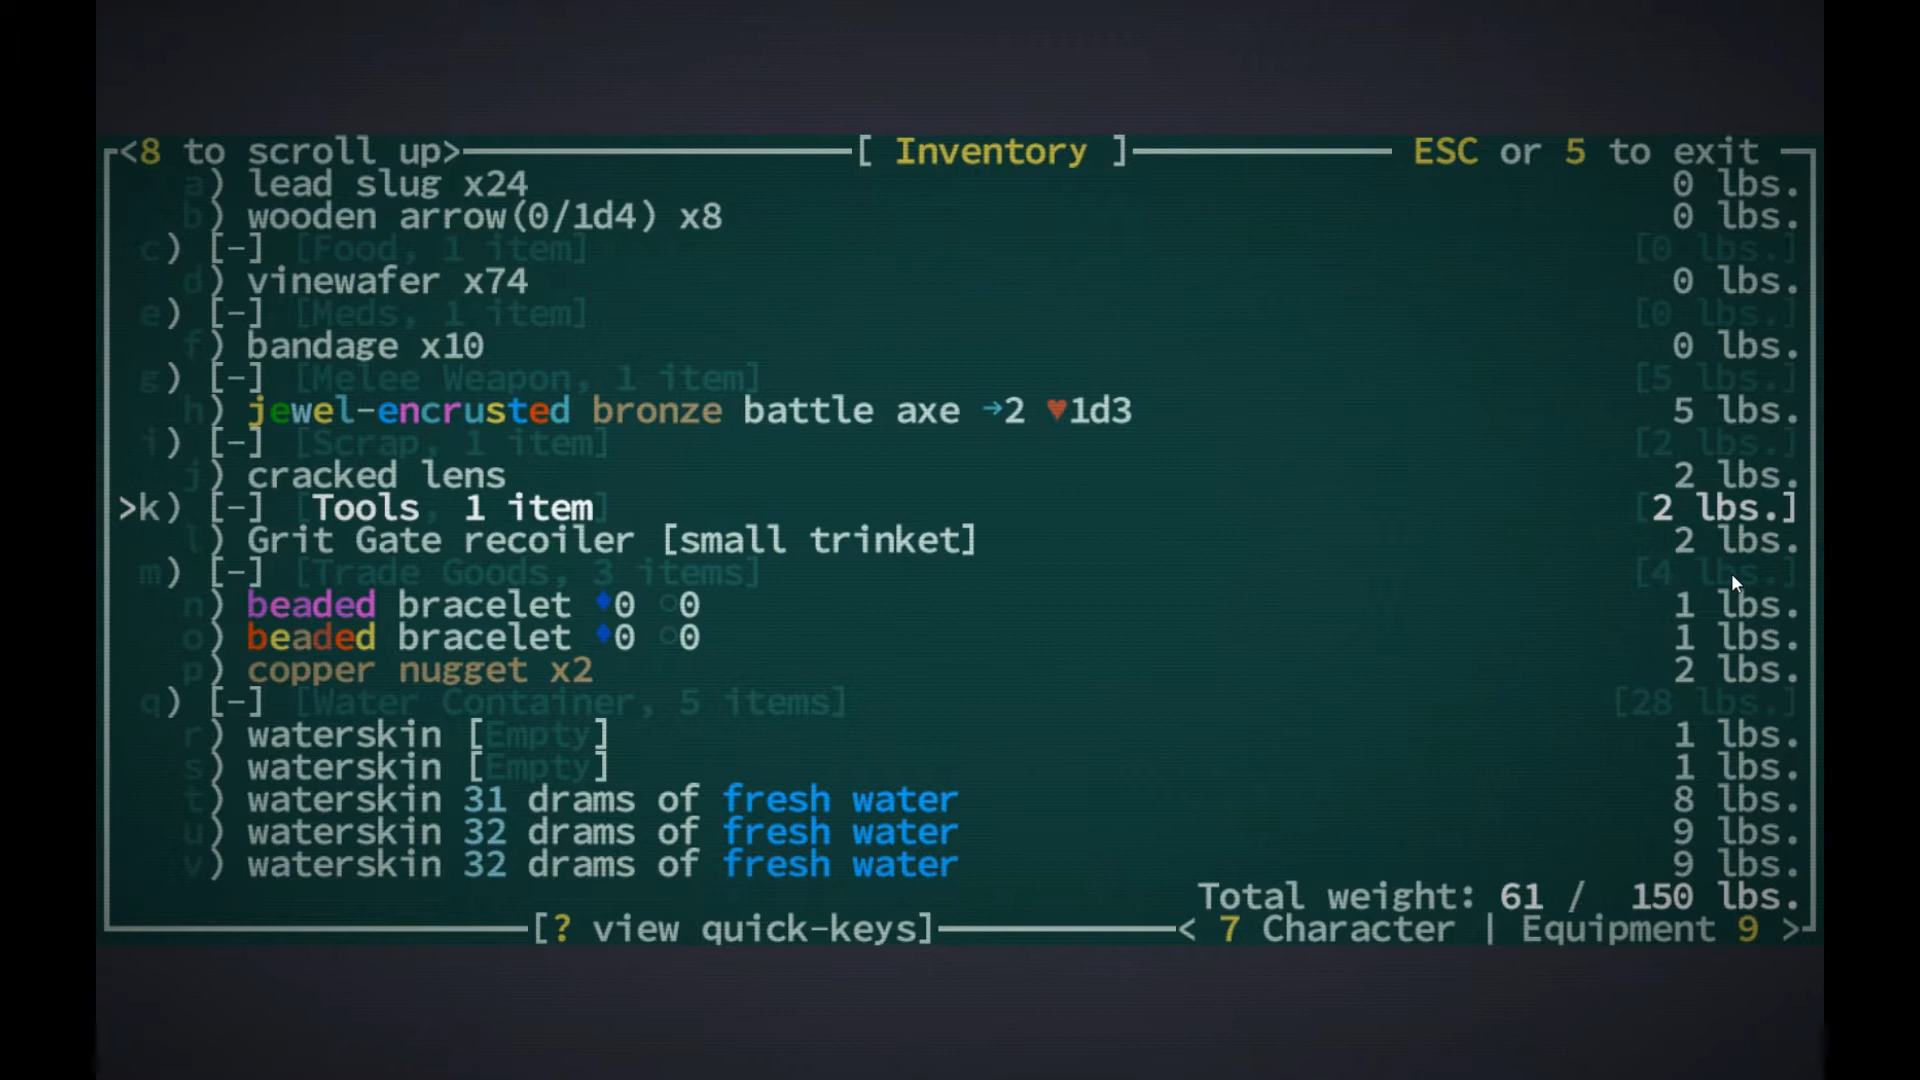 <8 to scroll up> [ Inventory ] ESC or 5 to exit
a) lead slug x24 0 lbs.
b) wooden arrow(0/1d4) x8 0 lbs.
c) [-] [Food, 1 item] [0 lbs.]
d) vinewafer x74 0 lbs.
e) [-] [Meds, 1 item] [0 lbs.]
f) bandage x10 0 lbs.
g) [-] [Melee Weapon, 1 item] [5 lbs.]
h) jewel-encrusted bronze battle axe →2 ♥1d3 5 lbs.
i) [-] [Scrap, 1 item] [2 lbs.]
j) cracked lens 2 lbs.
>k) [-] [Tools, 1 item] [2 lbs.]
l) Grit Gate recoiler [small trinket] 2 lbs.
m) [-] [Trade Goods, 3 items] [4 lbs.]
n) beaded bracelet ♦0 ○0 1 lbs.
o) beaded bracelet ♦0 ○0 1 lbs.
p) copper nugget x2 2 lbs.
q) [-] [Water Container, 5 items] [28 lbs.]
r) waterskin [Empty] 1 lbs.
s) waterskin [Empty] 1 lbs.
t) waterskin 31 drams of fresh water 8 lbs.
u) waterskin 32 drams of fresh water 9 lbs.
v) waterskin 32 drams of fresh water 9 lbs.
Total weight: 61 / 150 lbs.
[? view quick-keys] < 7 Character | Equipment 9 >